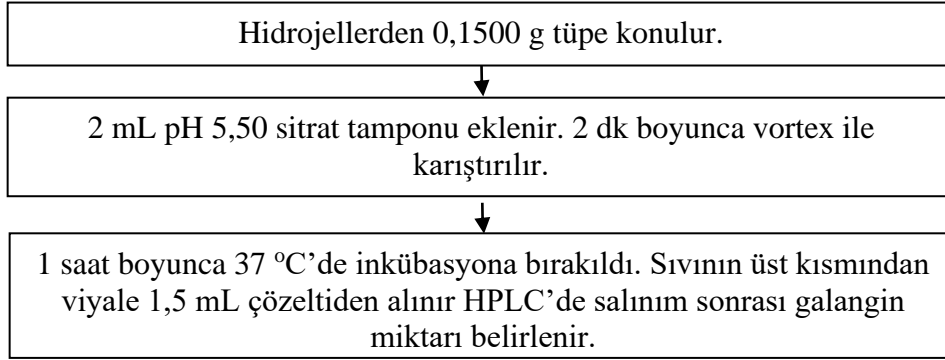 Hidrojellerden 0,1500 g tüpe konulur.
2 mL pH 5,50 sitrat tamponu eklenir. 2 dk boyunca vortex ile
karıştırılır.
1 saat boyunca 37 °C’de inkübasyona bırakıldı. Sıvının üst kısmından
viyale 1,5 mL çözeltiden alınır HPLC’de salınım sonrası galangin
miktarı belirlenir.